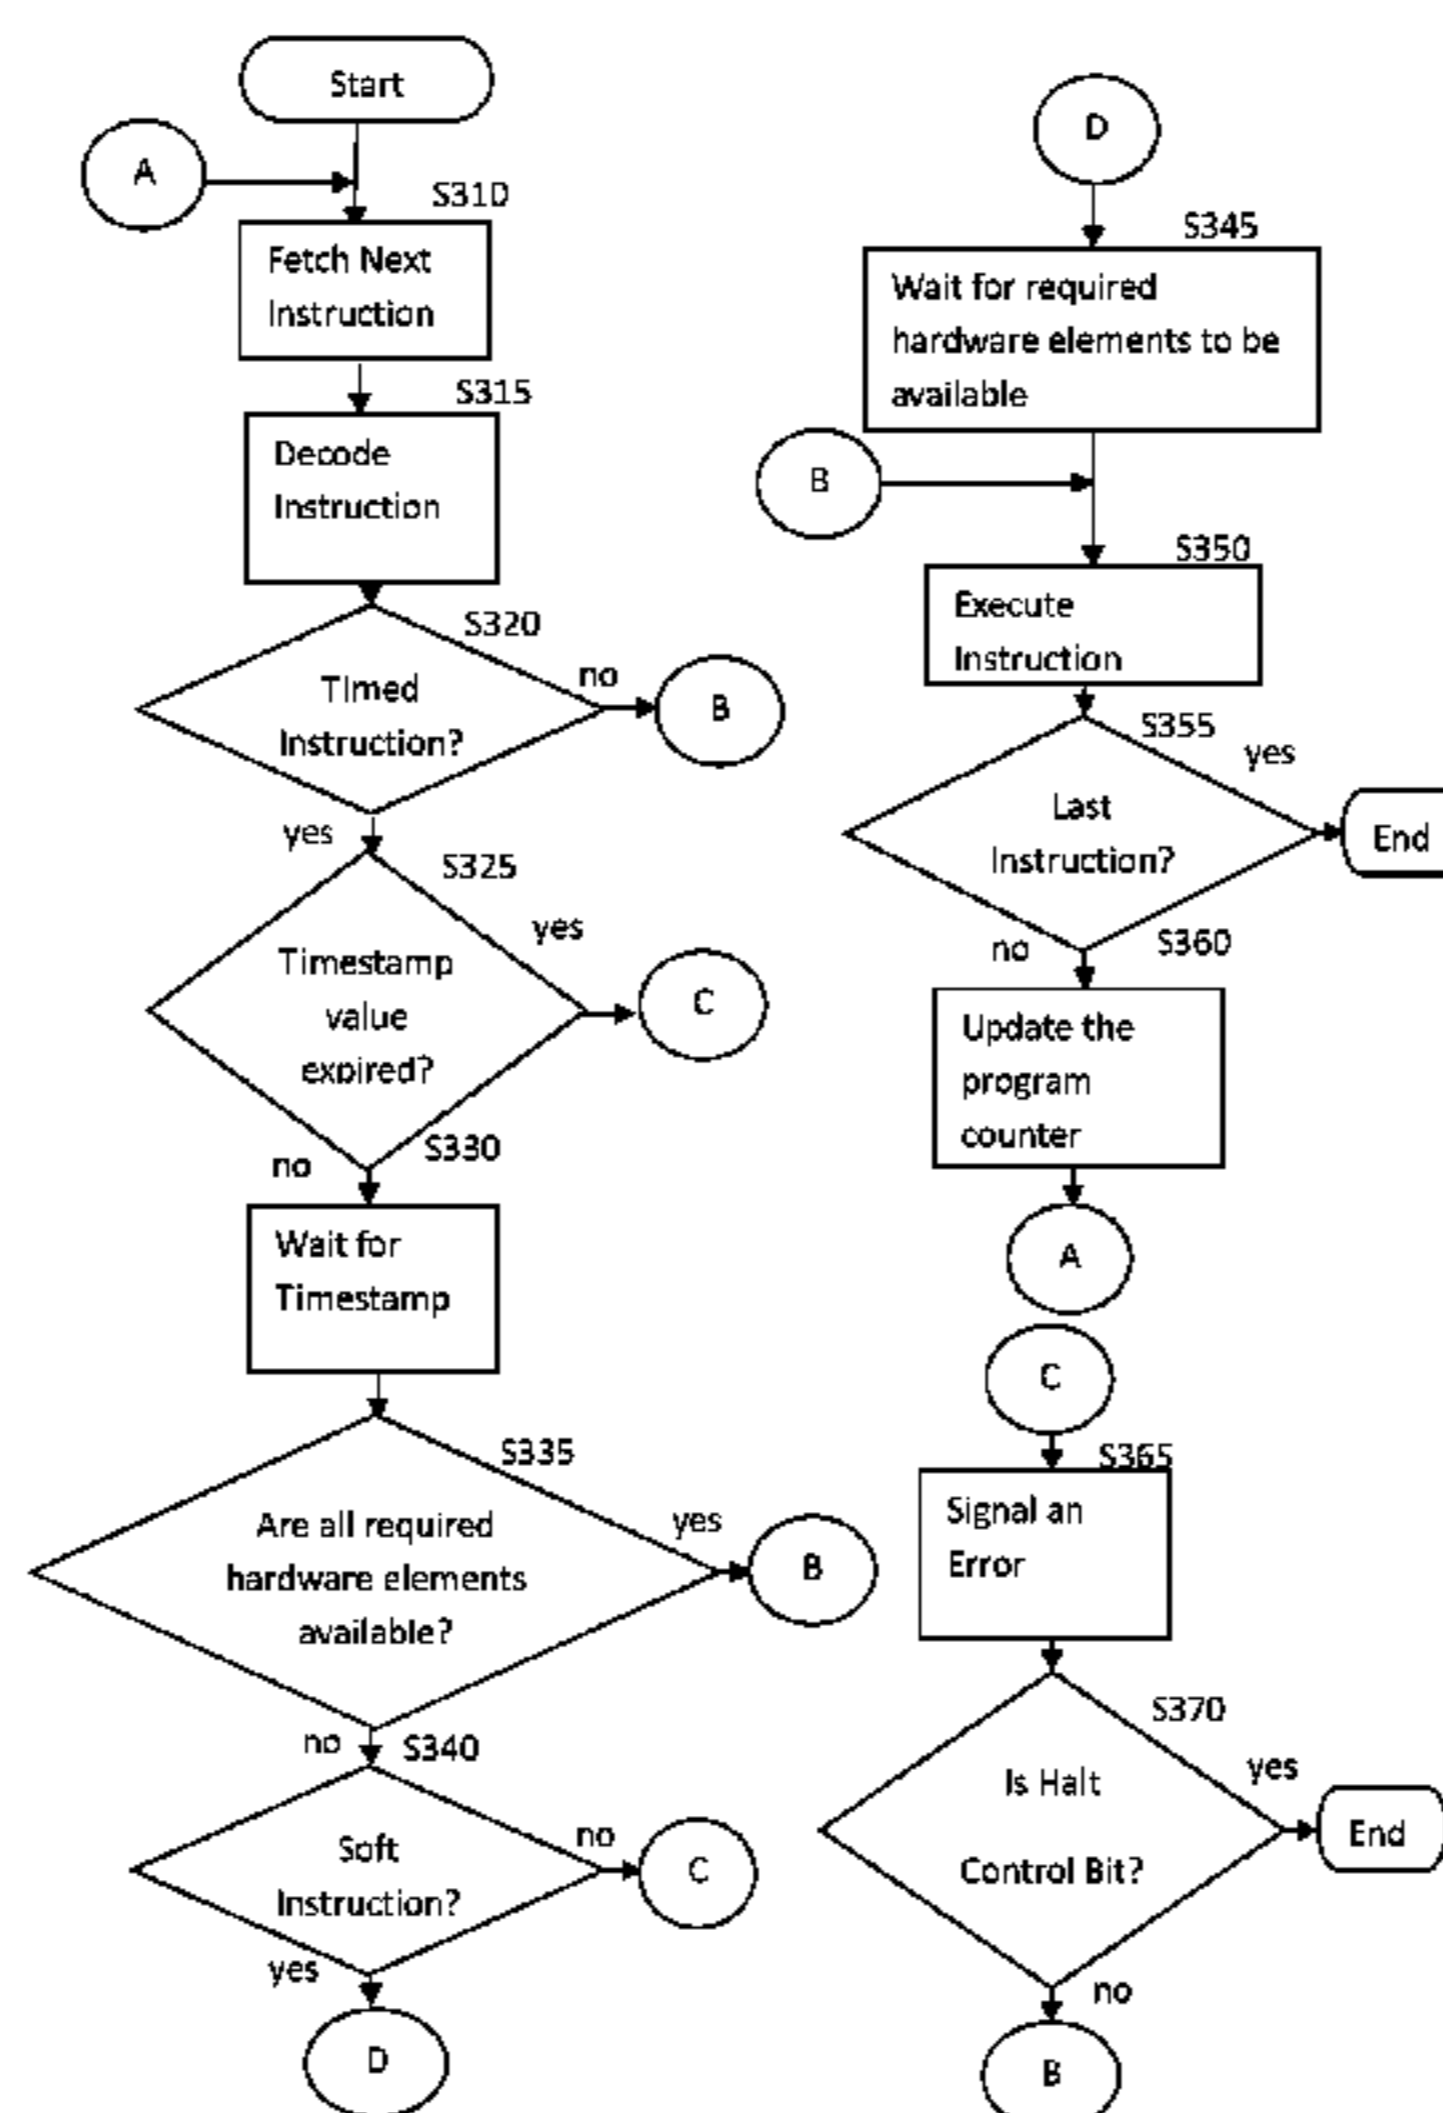 Start
A
S310
Fetch Next
Instruction
S315
Decode
Instruction
S320
Timed
Instruction?
no
B
yes
S325
Timestamp
value
expired?
yes
C
no
S330
Wait for
Timestamp
S335
Are all required
hardware elements
available?
yes
B
no
S340
Soft
Instruction?
no
C
yes
D
D
S345
Wait for required
hardware elements to be
available
B
S350
Execute
Instruction
S355
Last
Instruction?
yes
End
no
S360
Update the
program
counter
A
C
S365
Signal an
Error
S370
Is Halt
Control Bit?
yes
End
no
B